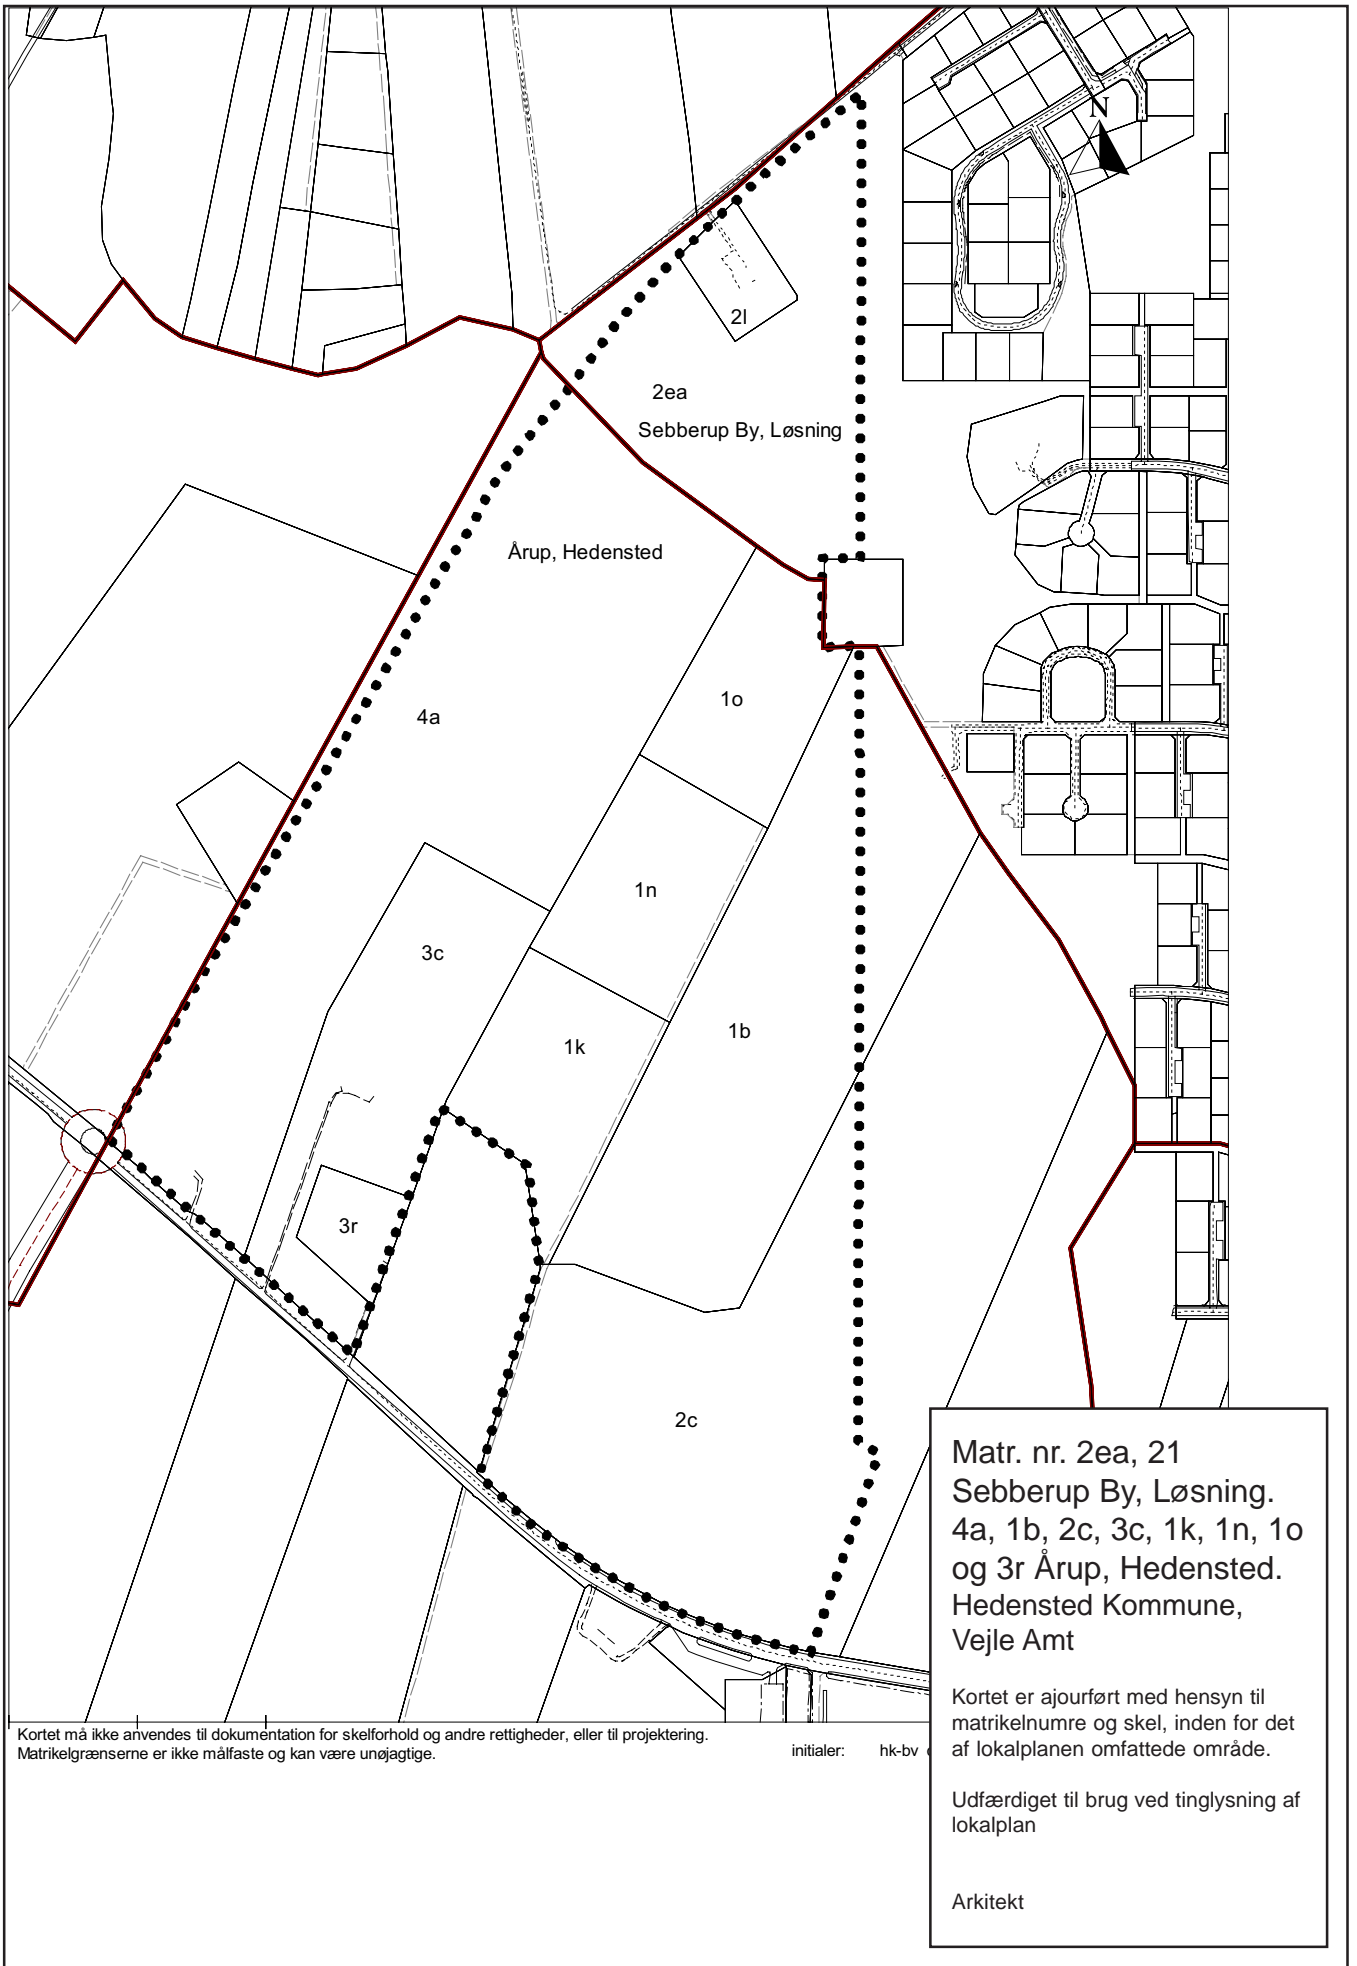 N
2l
2ea
Sebberup By, Løsning
Årup, Hedensted
1o
4a
1n
3c
1b
1k
3r
2c
Matr. nr. 2ea, 21
Sebberup By, Løsning.
4a, 1b, 2c, 3c, 1k, 1n, 1o
og 3r Årup, Hedensted.
Hedensted Kommune,
Vejle Amt
Kortet er ajourført med hensyn til
matrikelnumre og skel, inden for det
af lokalplanen omfattede område.
Udfærdiget til brug ved tinglysning af
lokalplan
Arkitekt
Kortet må ikke anvendes til dokumentation for skelforhold og andre rettigheder, eller til projektering.
Matrikelgrænserne er ikke målfaste og kan være unøjagtige.
initialer: hk-bv